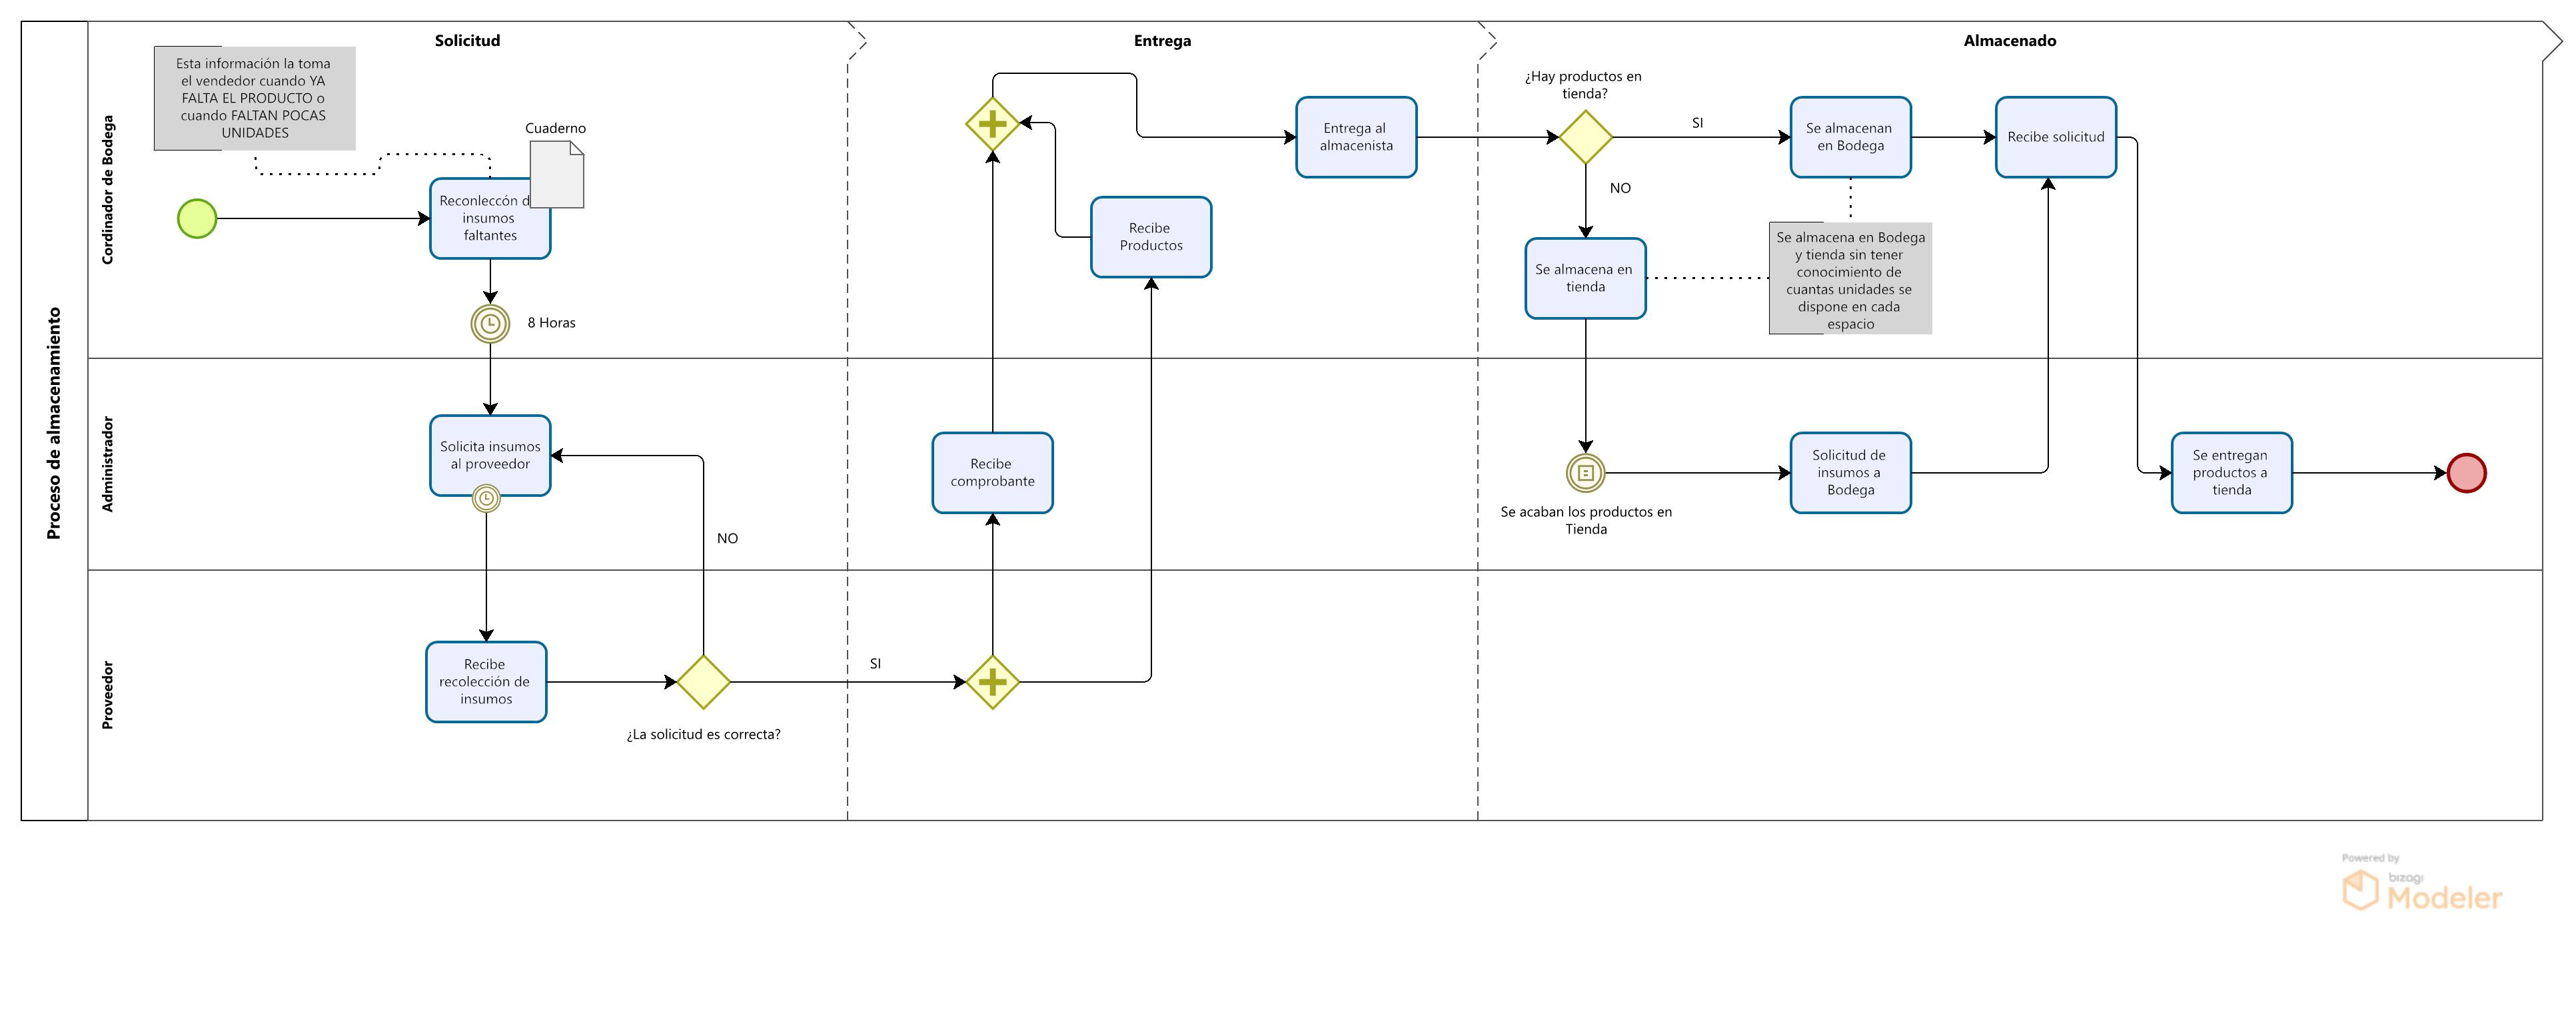 Proceso de almacenamiento
Solicitud
Entrega
Almacenado
Cordinador de Bodega
Esta información la toma
el vendedor cuando YA
FALTA EL PRODUCTO o
cuando FALTAN POCAS
UNIDADES
Cuaderno
Reconleccón d
insumos
faltantes
8 Horas
Recibe
Productos
Entrega al
almacenista
¿Hay productos en
tienda?
SI
NO
Se almacenan
en Bodega
Recibe solicitud
Se almacena en
tienda
Se almacena en Bodega
y tienda sin tener
conocimiento de
cuantas unidades se
dispone en cada
espacio
Administrador
Solicita insumos
al proveedor
NO
Recibe
comprobante
Se acaban los productos en
Tienda
Solicitud de
insumos a
Bodega
Se entregan
productos a
tienda
Proveedor
Recibe
recolección de
insumos
¿La solicitud es correcta?
SI
Powered by
bizagi
Modeler